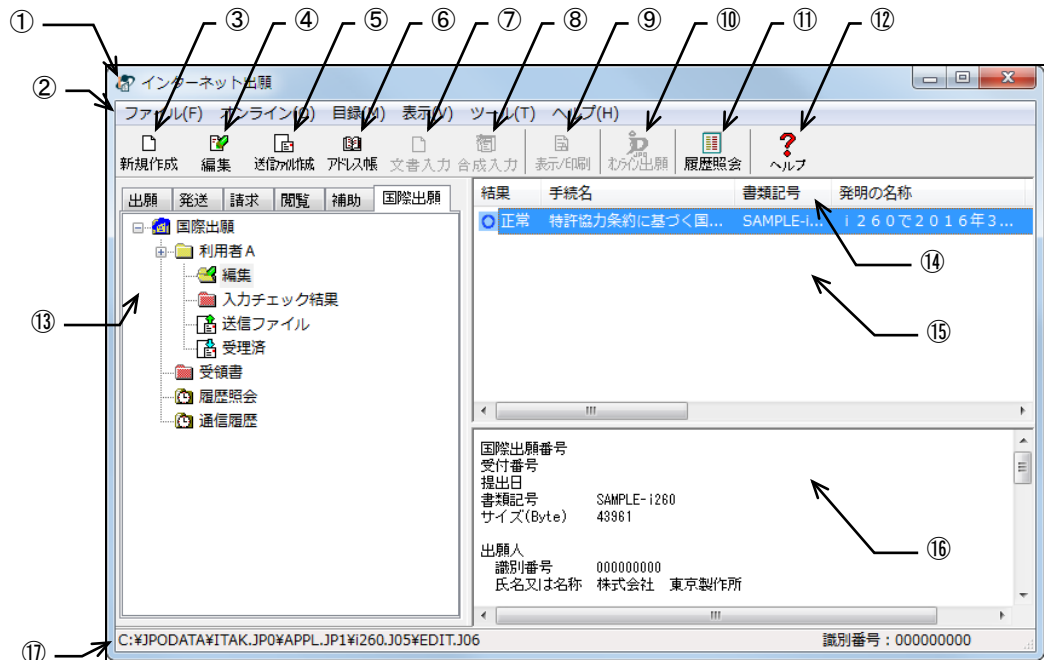 ① ③ ④ ⑤ ⑥ ⑦ ⑧ ⑨ ⑩ ⑪ ⑫
インターネット出願
②
ファイル(F) オンライン(O) 目録(M) 表示(V) ツール(T) ヘルプ(H)
新規作成 編集 送信ファイル作成 アドレス帳 文書入力 合成入力 表示/印刷 オンライン出願 履歴照会 ヘルプ
出願 発送 請求 閲覧 補助 国際出願
結果 手続名 書類記号 発明の名称
正常 特許協力条約に基づく国... SAMPLE-i... ｉ２６０で２０１６年３...
国際出願
利用者Ａ
編集
入力チェック結果
送信ファイル
受理済
受領書
履歴照会
通信履歴
⑬
⑭
⑮
国際出願番号
受付番号
提出日
書類記号 SAMPLE-i260
サイズ(Byte) 43961
出願人
識別番号 000000000
氏名又は名称 株式会社　東京製作所
⑯
C:¥JPODATA¥ITAK.JP0¥APPL.JP1¥i260.J05¥EDIT.J06 識別番号：000000000
⑰